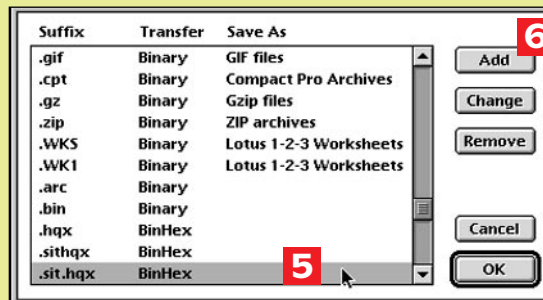 Suffix Transfer Save As
.gif Binary GIF files
.cpt Binary Compact Pro Archives
.gz Binary Gzip files
.zip Binary ZIP archives
.WKS Binary Lotus 1-2-3 Worksheets
.WK1 Binary Lotus 1-2-3 Worksheets
.arc Binary
.bin Binary
.hqx BinHex
.sithqx BinHex
.sit.hqx BinHex
5
6
Add
Change
Remove
Cancel
OK